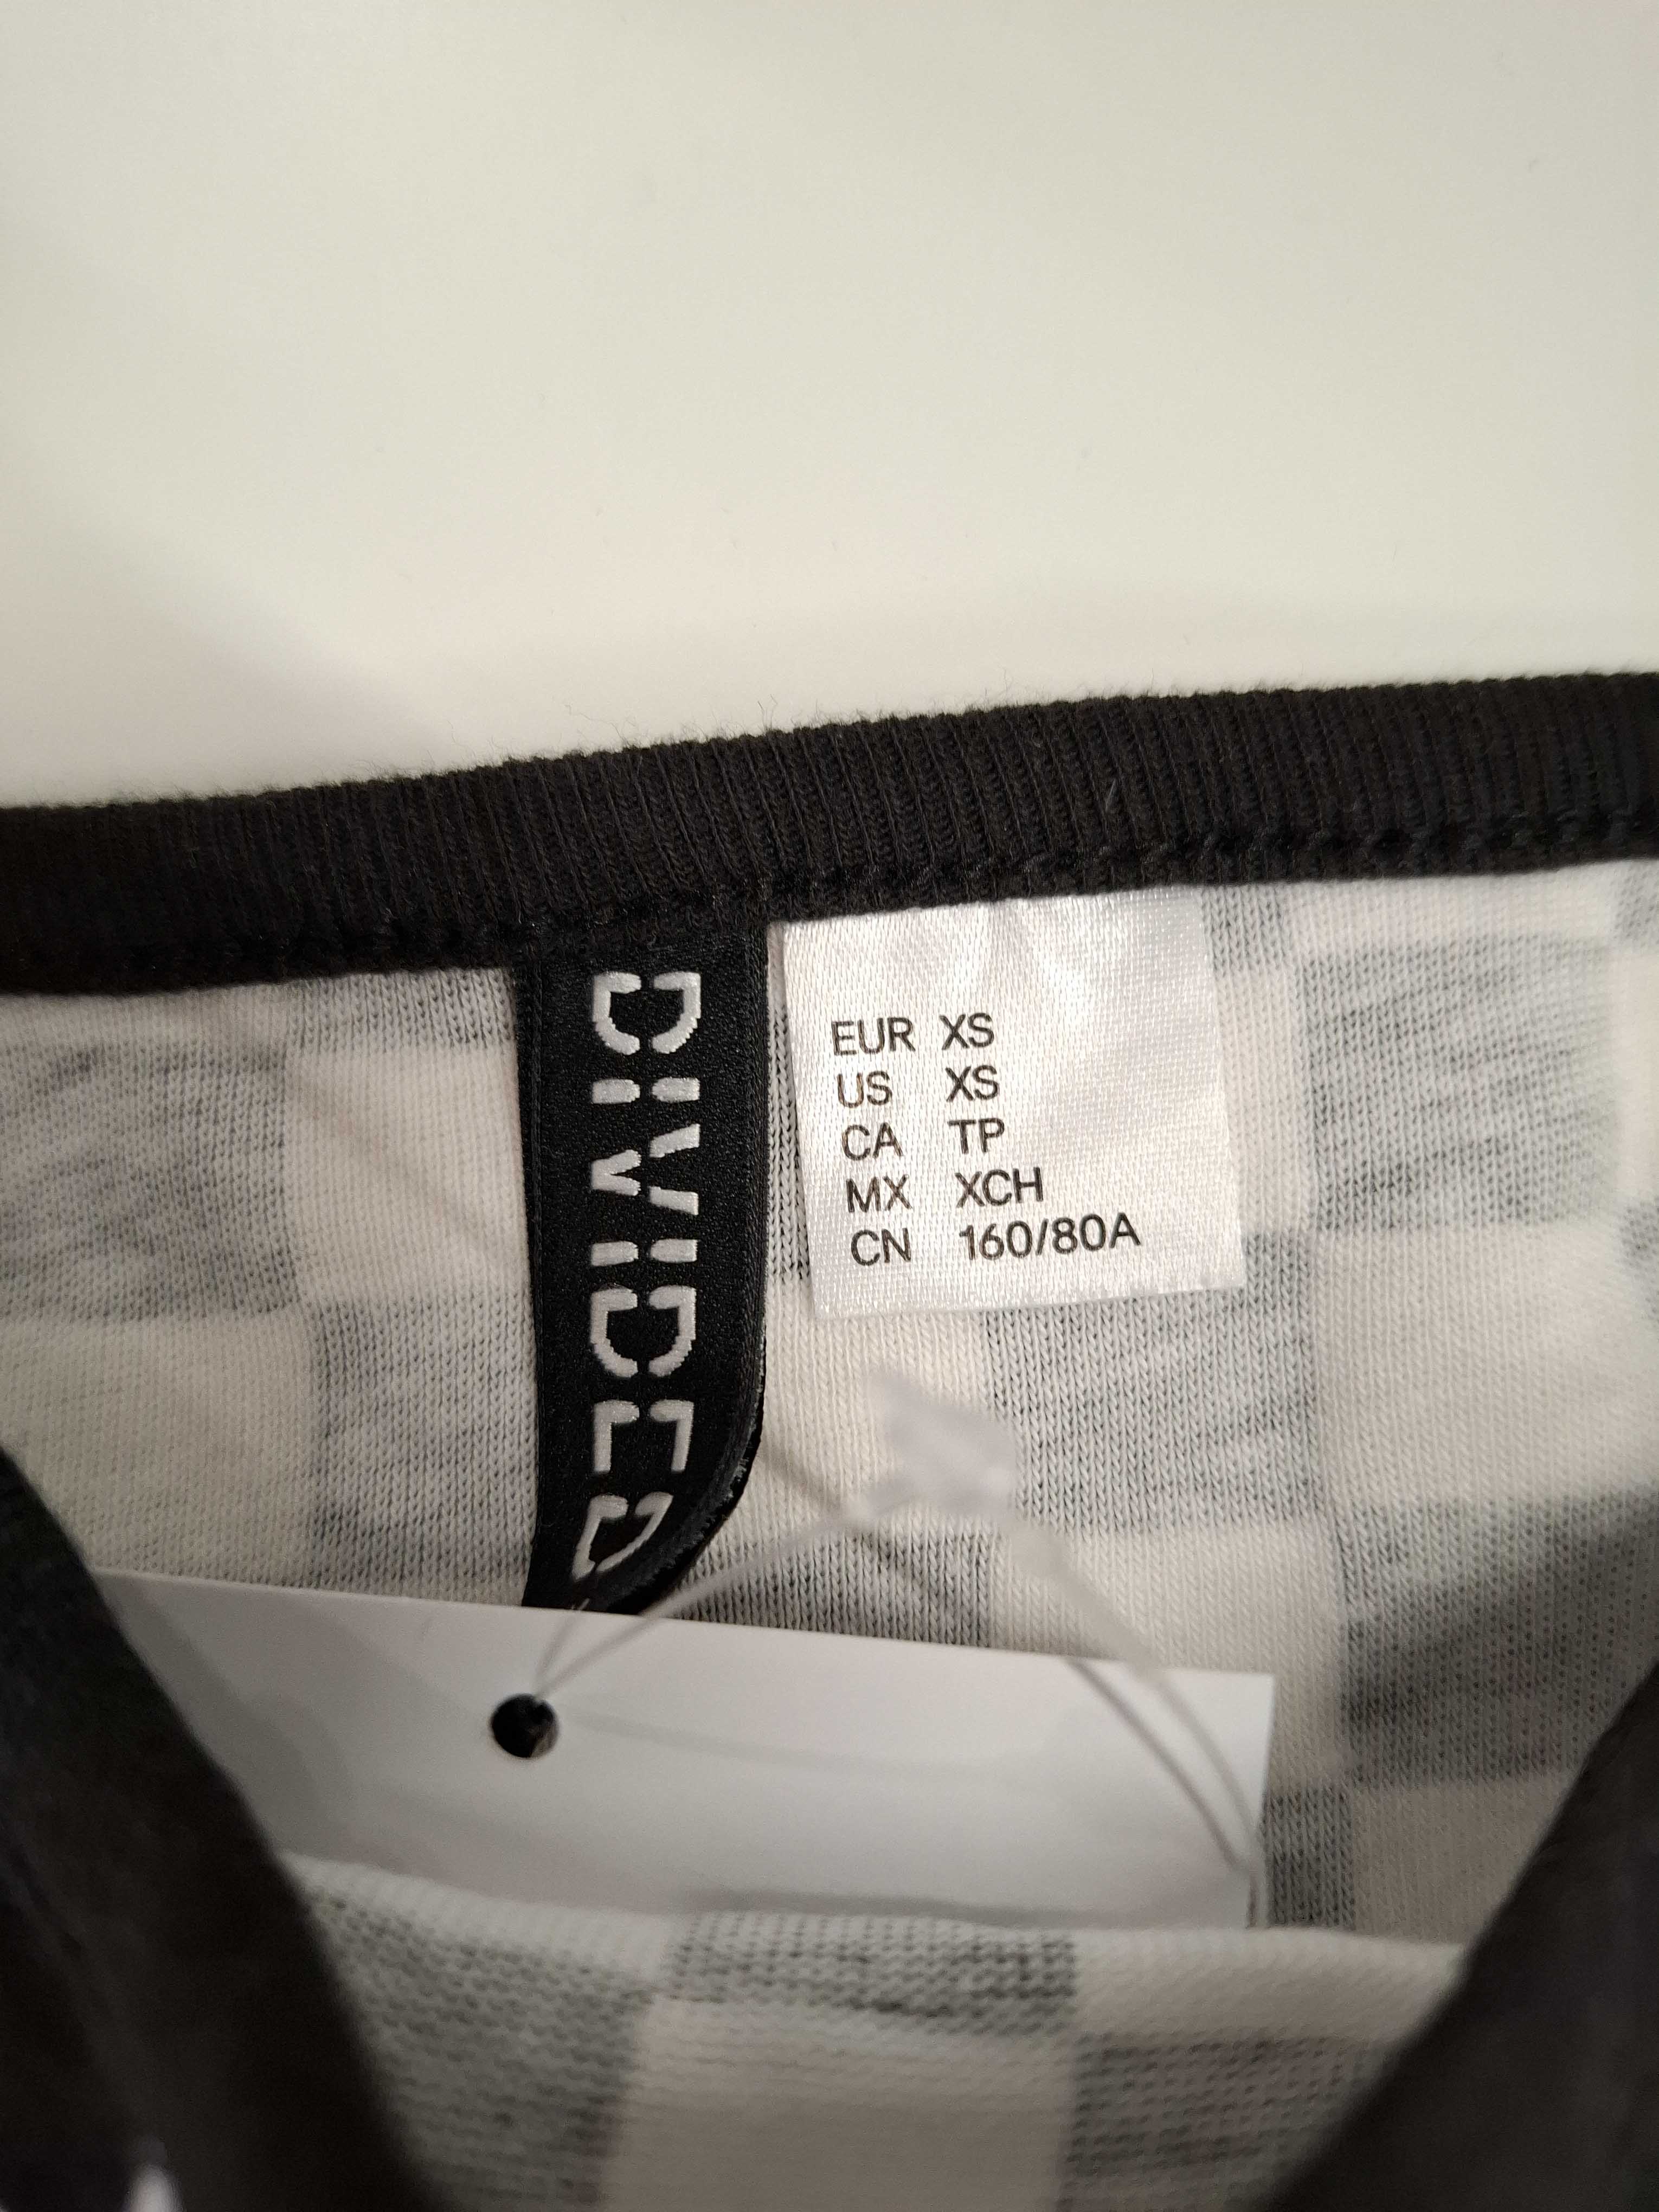 DIVIDED
EUR XS
US XS
CA TP
MX XCH
CN 160/80A